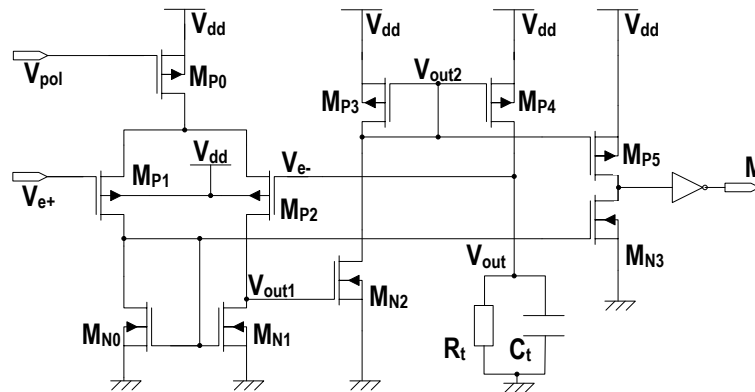 Vdd
Vdd
Vdd
Vdd
Vpol
MP0
MP3
Vout2
MP4
MP1
Vdd
Ve-
MP5
M
Ve+
MP2
Vout
MN3
Vout1
MN2
MN0
MN1
Rt
Ct